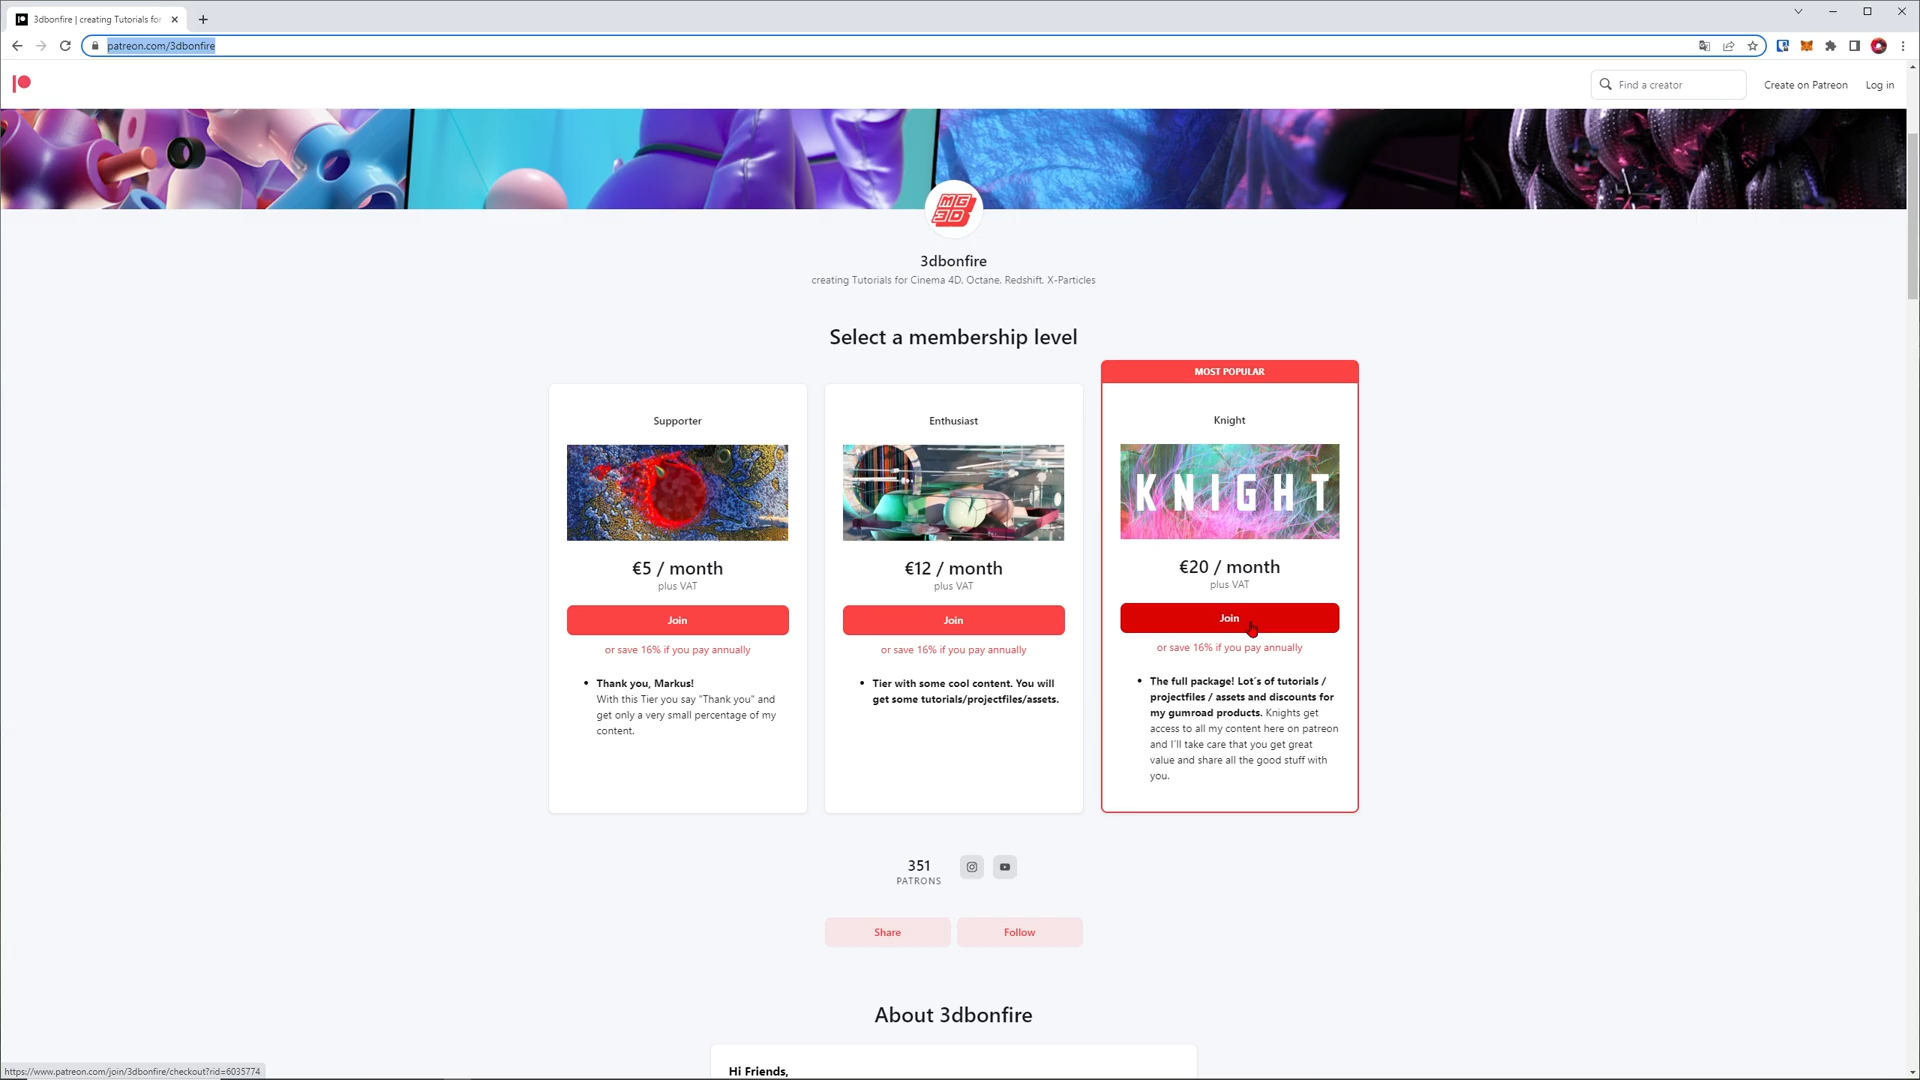 3dbonfire | creating Tutorials for
patreon.com/3dbonfire
Find a creator
Create on Patreon
Log in
MG
3D
3dbonfire
creating Tutorials for Cinema 4D, Octane, Redshift, X-Particles
Select a membership level
Supporter
€5 / month
plus VAT
Join
or save 16% if you pay annually
Thank you, Markus!
With this Tier you say "Thank you" and
get only a very small percentage of my
content.
Enthusiast
€12 / month
plus VAT
Join
or save 16% if you pay annually
Tier with some cool content. You will
get some tutorials/projectfiles/assets.
MOST POPULAR
Knight
KNIGHT
€20 / month
plus VAT
Join
or save 16% if you pay annually
The full package! Lot´s of tutorials /
projectfiles / assets and discounts for
my gumroad products. Knights get
access to all my content here on patreon
and I´ll take care that you get great
value and share all the good stuff with
you.
351
PATRONS
Share
Follow
About 3dbonfire
Hi Friends,
https://www.patreon.com/join/3dbonfire/checkout?rid=6035774